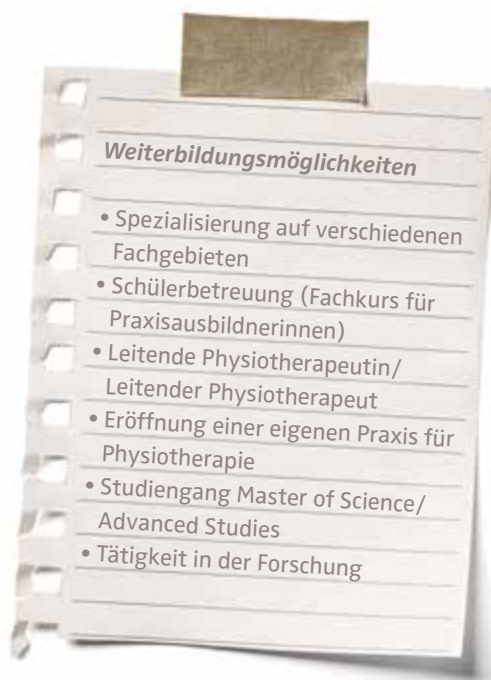 Weiterbildungsmöglichkeiten
• Spezialisierung auf verschiedenen
Fachgebieten
• Schülerbetreuung (Fachkurs für
Praxisausbildnerinnen)
• Leitende Physiotherapeutin/
Leitender Physiotherapeut
• Eröffnung einer eigenen Praxis für
Physiotherapie
• Studiengang Master of Science/
Advanced Studies
• Tätigkeit in der Forschung